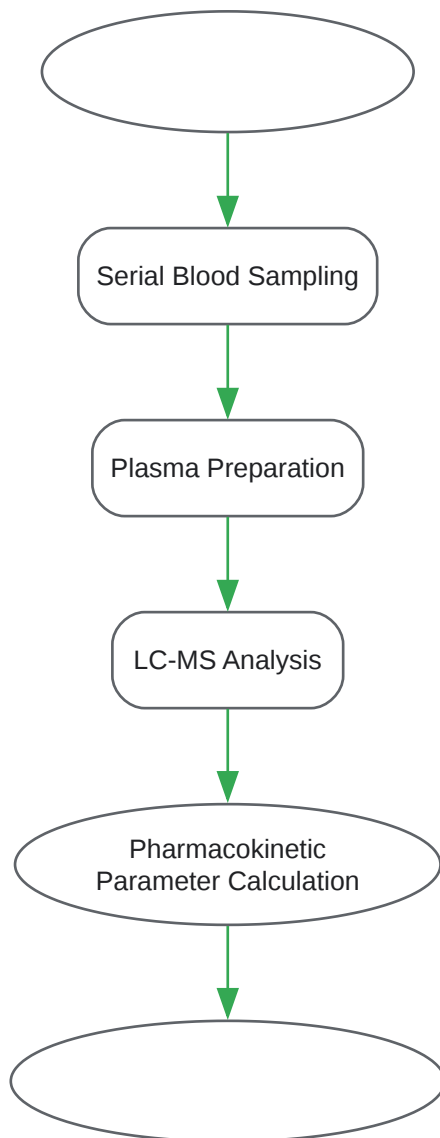 Serial Blood Sampling
Plasma Preparation
LC-MS Analysis
Pharmacokinetic
Parameter Calculation